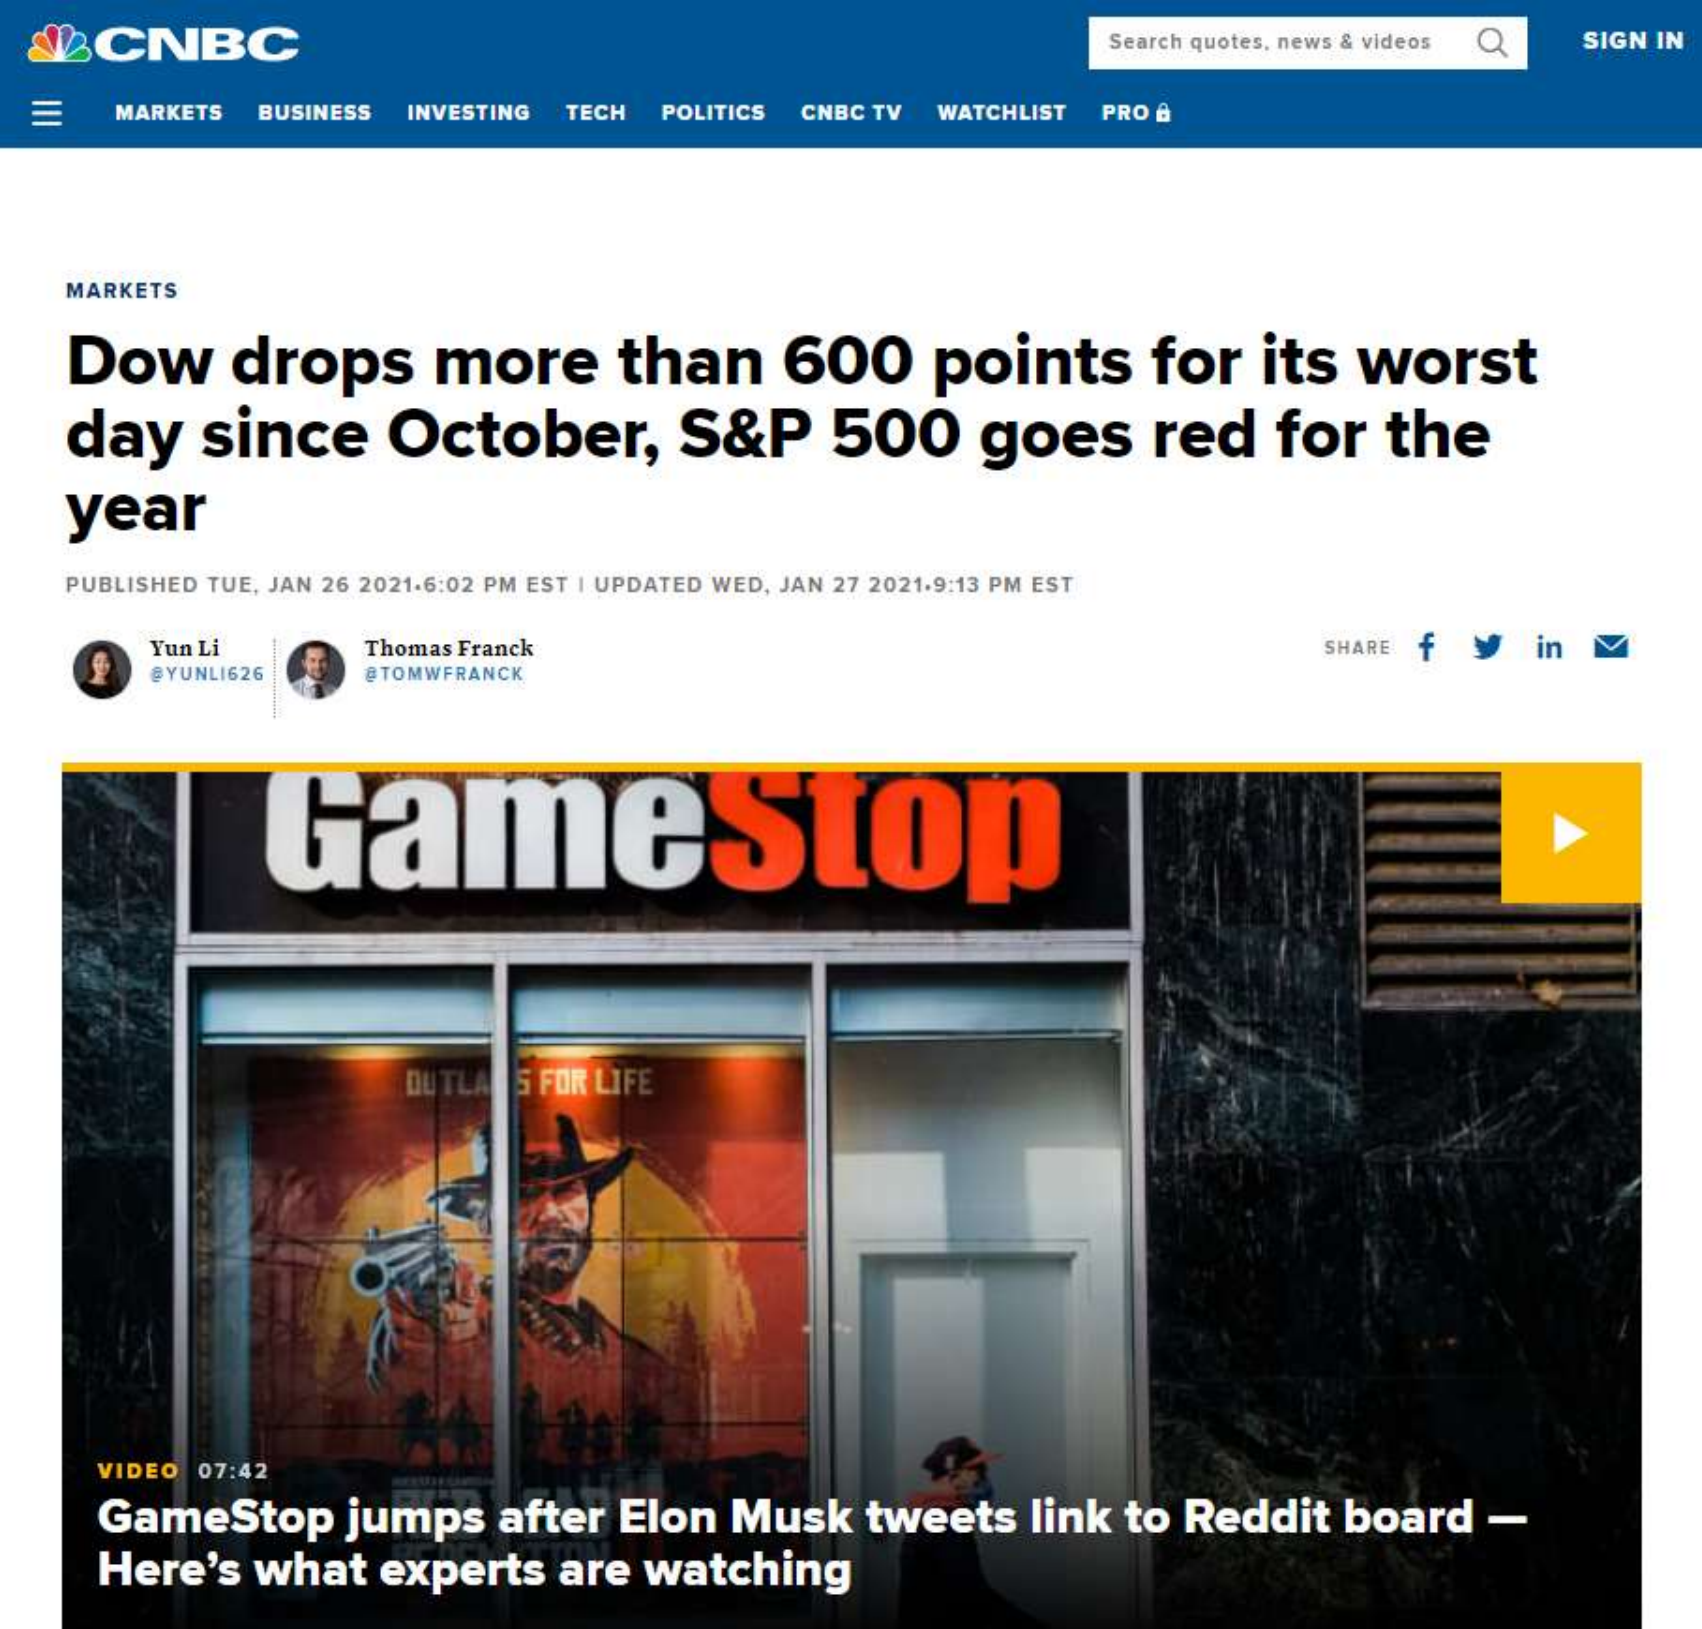 CNBC
Search quotes, news & videos
SIGN IN
MARKETS BUSINESS INVESTING TECH POLITICS CNBC TV WATCHLIST PRO
MARKETS
Dow drops more than 600 points for its worst
day since October, S&P 500 goes red for the
year
PUBLISHED TUE, JAN 26 2021•6:02 PM EST | UPDATED WED, JAN 27 2021•9:13 PM EST
Yun Li
@YUNLI626
Thomas Franck
@TOMWFRANCK
SHARE f in
GameStop
OUTLA S FOR LIFE
VIDEO 07:42
GameStop jumps after Elon Musk tweets link to Reddit board —
Here's what experts are watching